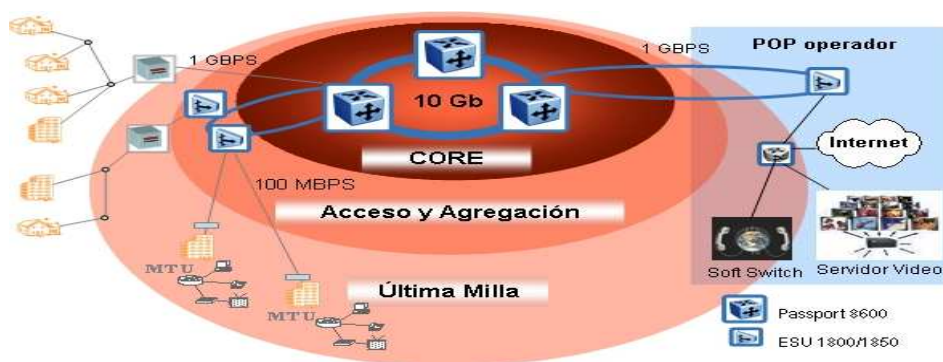 1 GBPS
1 GBPS
POP operador
10 Gb
Internet
CORE
100 MBPS
Acceso y Agregación
MTU
Soft Switch
Servidor Video
Última Milla
MTU
Passport 8600
ESU 1800/1850